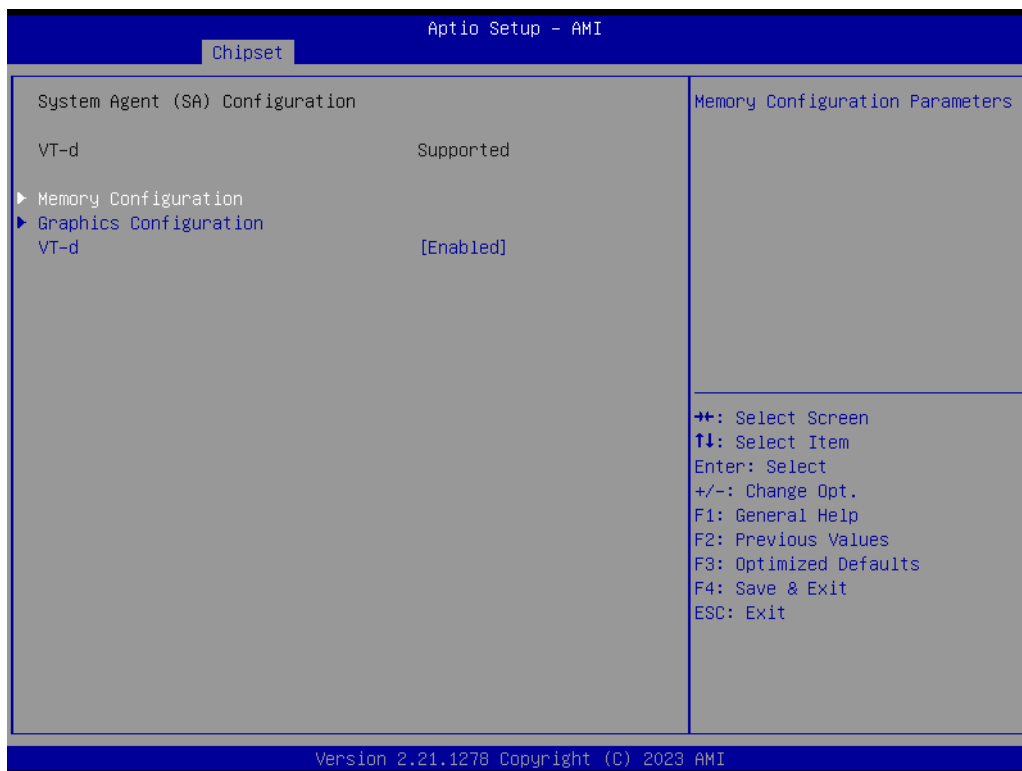 Aptio Setup – AMI
Chipset
System Agent (SA) Configuration
Memory Configuration Parameters
VT-d Supported
▶ Memory Configuration
▶ Graphics Configuration
VT-d [Enabled]
→←: Select Screen
↑↓: Select Item
Enter: Select
+/-: Change Opt.
F1: General Help
F2: Previous Values
F3: Optimized Defaults
F4: Save & Exit
ESC: Exit
Version 2.21.1278 Copyright (C) 2023 AMI